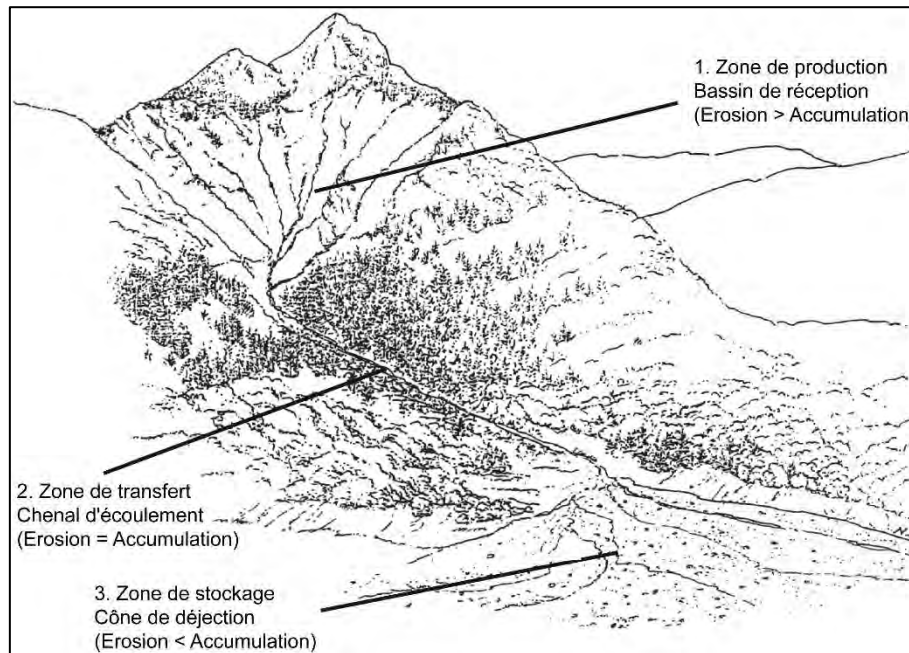 1. Zone de production
Bassin de réception
(Erosion > Accumulation
2. Zone de transfert
Chenal d'écoulement
(Erosion = Accumulation)
3. Zone de stockage
Cône de déjection
(Erosion < Accumulation)